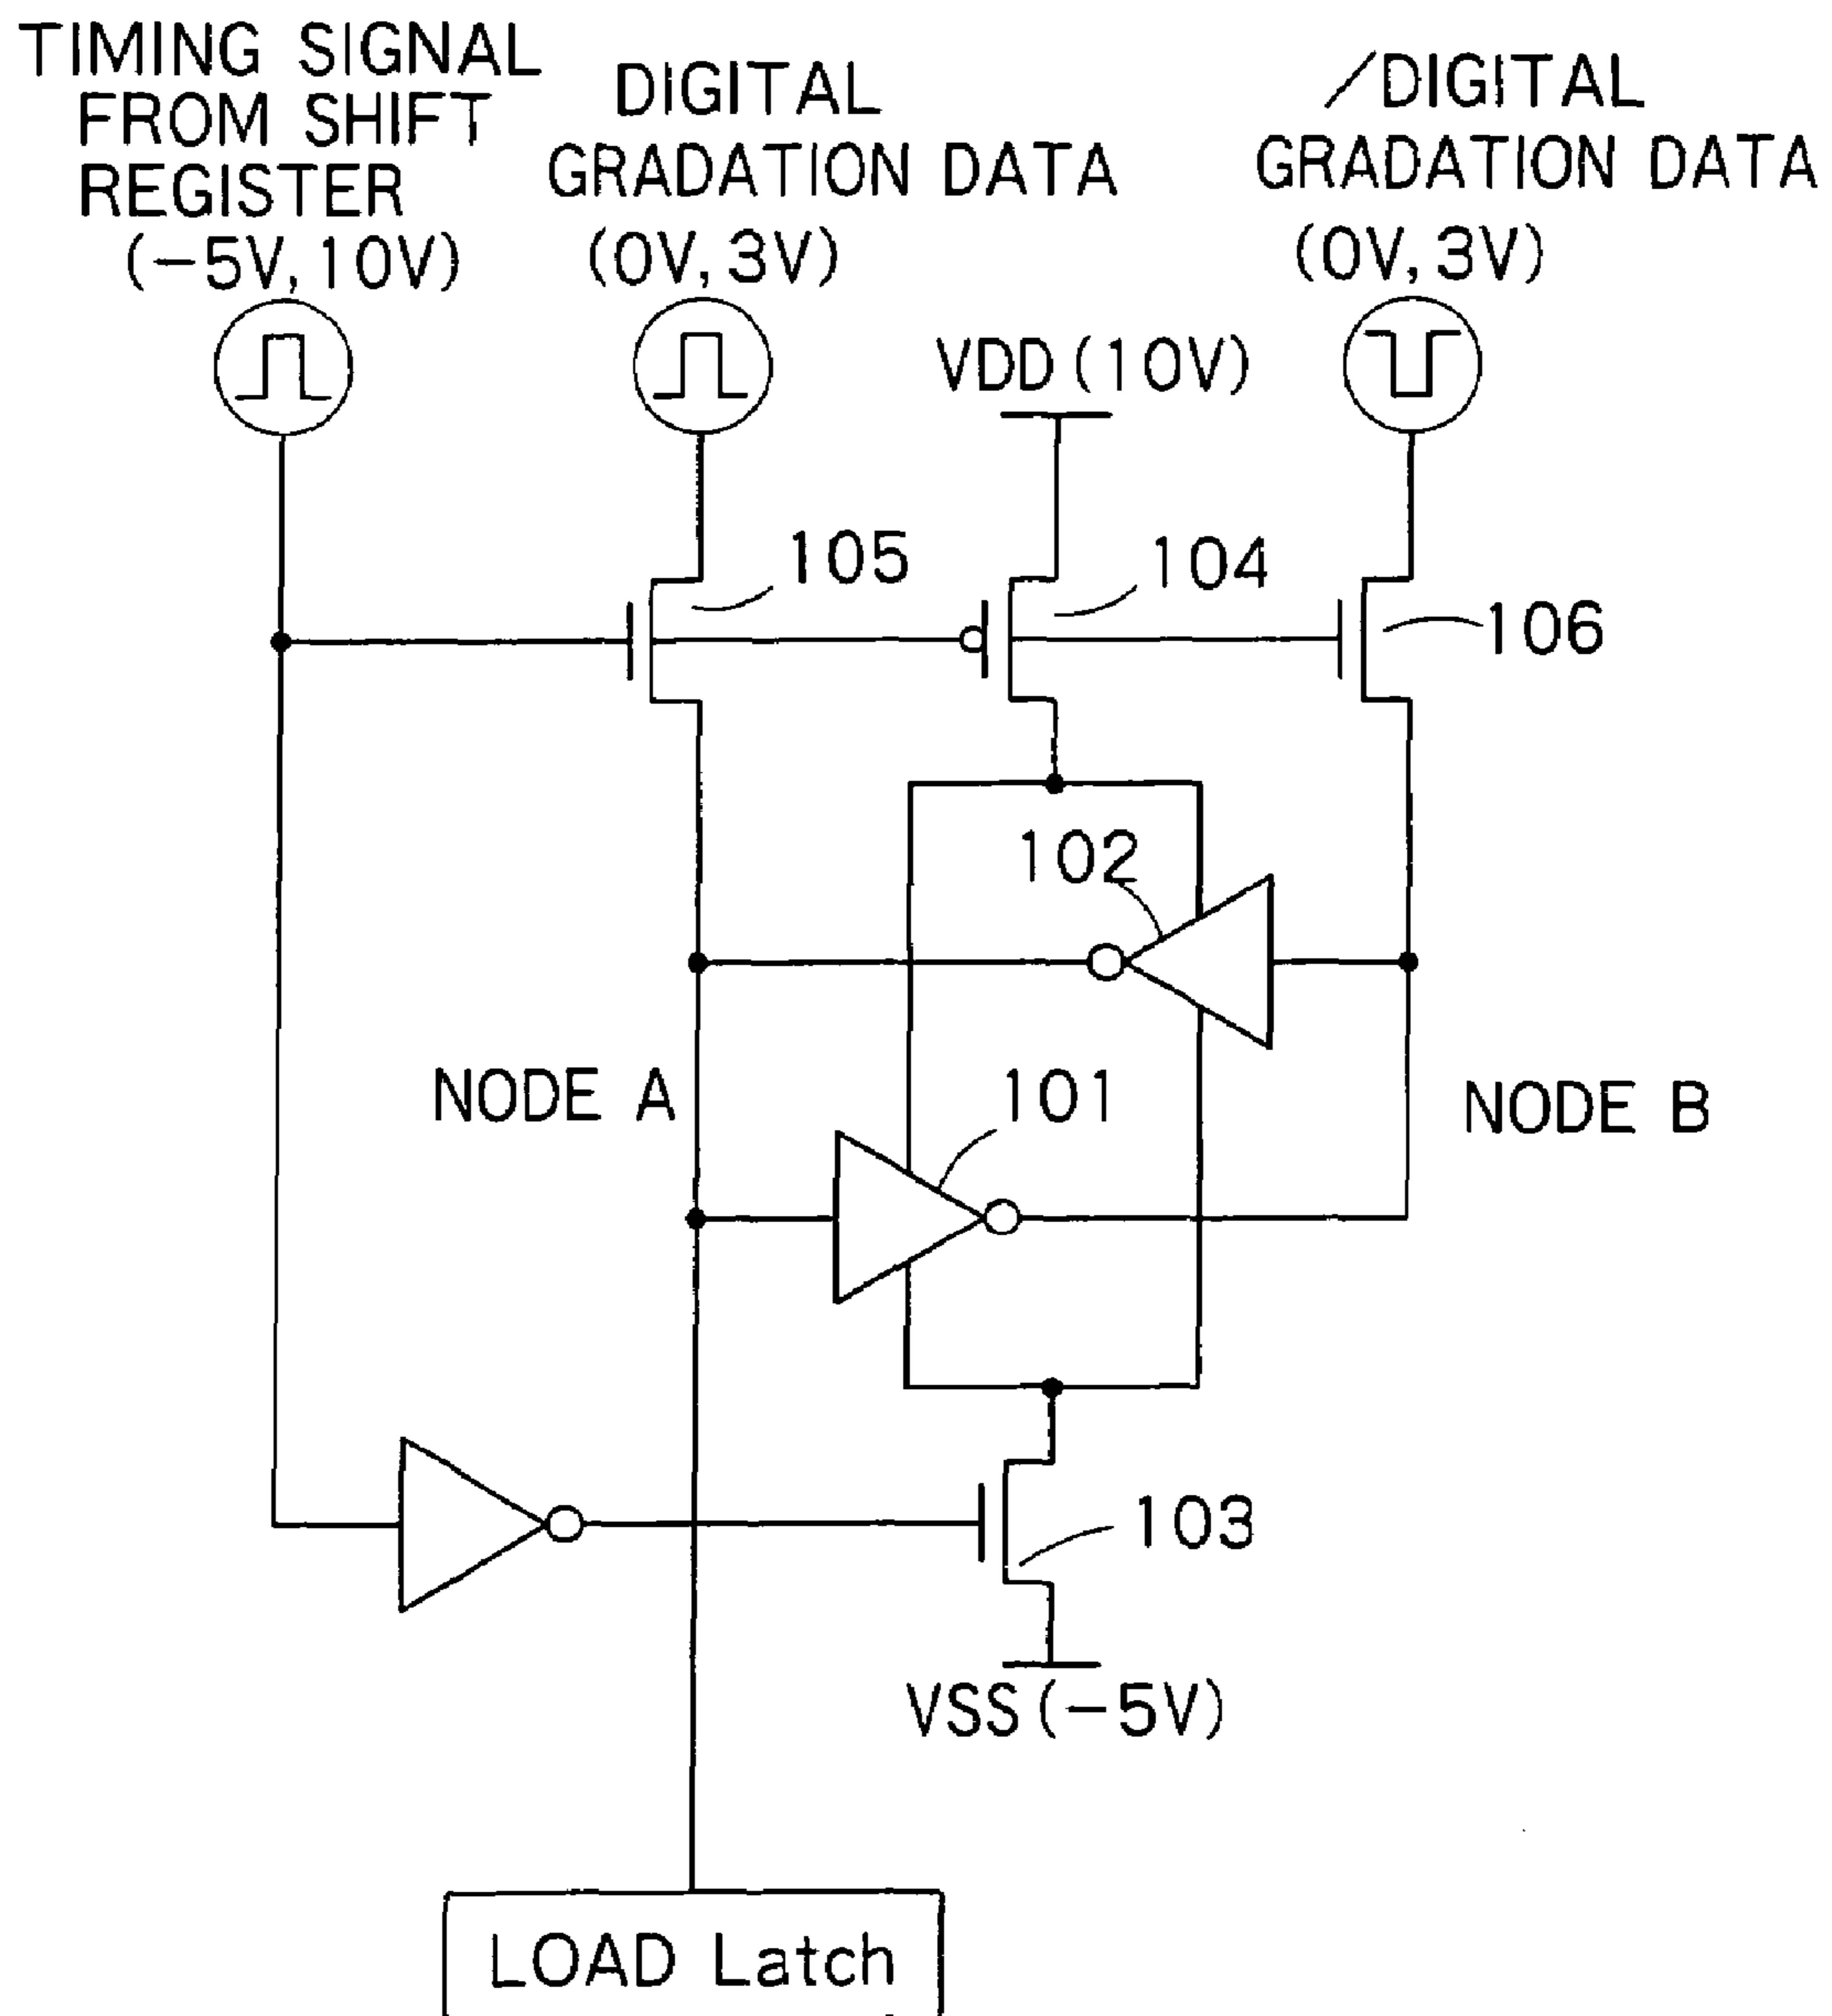 TIMING SIGNAL
FROM SHIFT
REGISTER
(-5V, 10V)
DIGITAL
GRADATION DATA
(0V, 3V)
/DIGITAL
GRADATION DATA
(0V, 3V)
VDD (10V)
105
104
106
102
NODE A
101
NODE B
103
VSS (-5V)
LOAD Latch